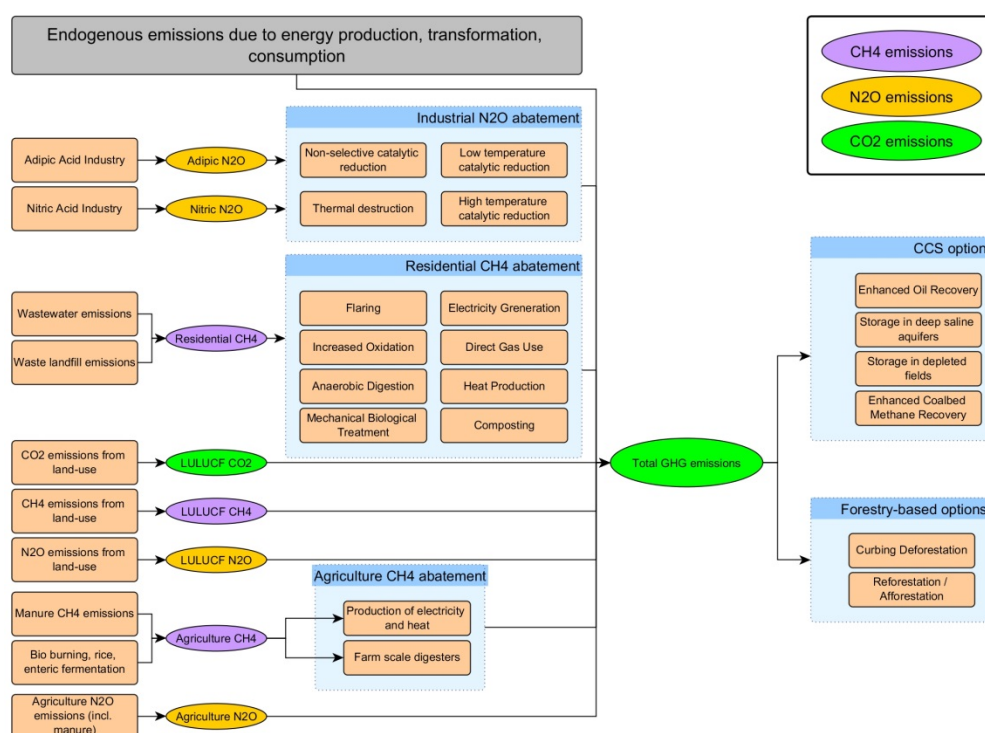 Endogenous emissions due to energy production, transformation,
consumption
CH4 emissions
N2O emissions
CO2 emissions
Industrial N2O abatement
Adipic Acid Industry
Adipic N2O
Non-selective catalytic
reduction
Low temperature
catalytic reduction
Nitric Acid Industry
Nitric N2O
Thermal destruction
High temperature
catalytic reduction
Residential CH4 abatement
Wastewater emissions
Waste landfill emissions
Residential CH4
Flaring
Electricity Greneration
Increased Oxidation
Direct Gas Use
Anaerobic Digestion
Heat Production
Mechanical Biological
Treatment
Composting
CCS option
Enhanced Oil Recovery
Storage in deep saline
aquifers
Storage in depleted
fields
Enhanced Coalbed
Methane Recovery
CO2 emissions from
land-use
LULUCF CO2
Total GHG emissions
CH4 emissions from
land-use
LULUCF CH4
N2O emissions from
land-use
LULUCF N2O
Forestry-based options
Curbing Deforestation
Reforestation /
Afforestation
Agriculture CH4 abatement
Manure CH4 emissions
Bio burning, rice,
enteric fermentation
Agriculture CH4
Production of electricity
and heat
Farm scale digesters
Agriculture N2O
emissions (incl.
manure)
Agriculture N2O